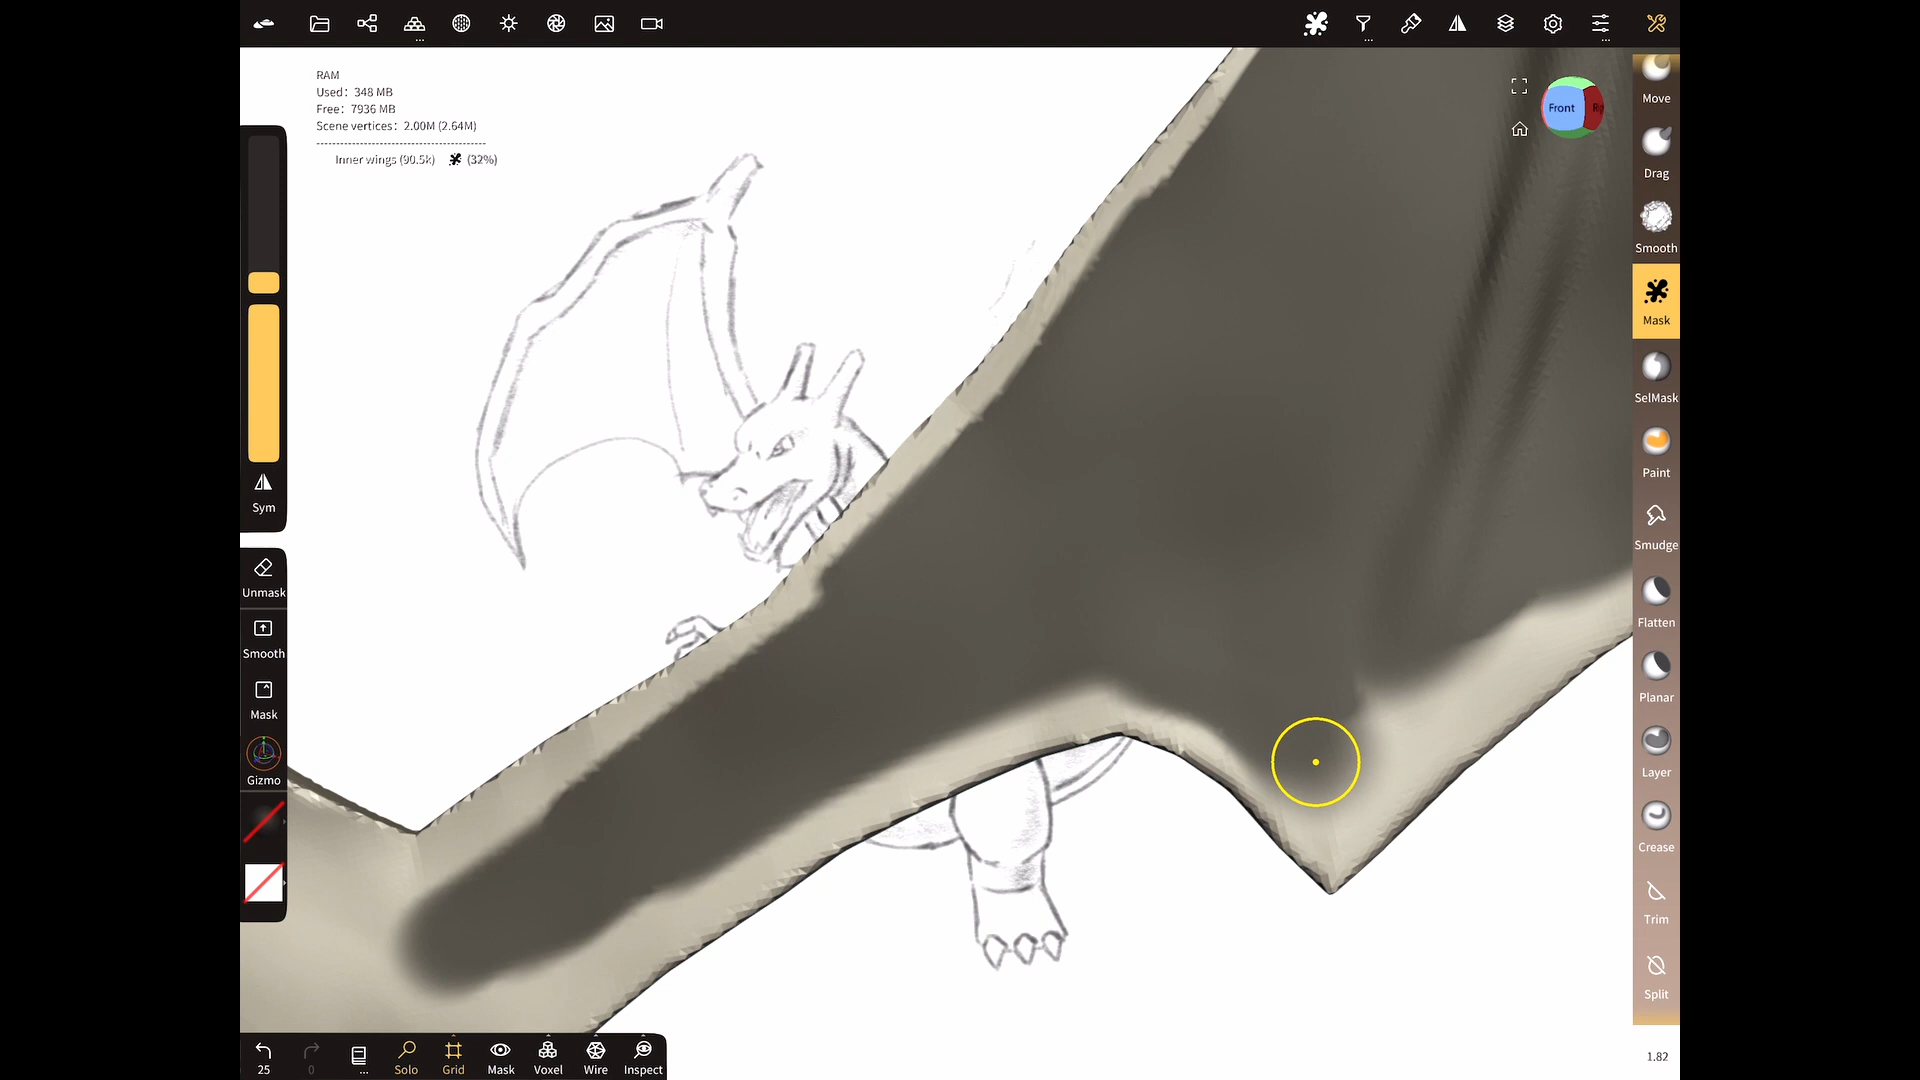 RAM
Used: 348 MB
Free: 7936 MB
Scene vertices: 2.00M (2.64M)
Inner wings (90.5k) (32%)
Front
Move
Drag
Smooth
Mask
SelMask
Paint
Smudge
Flatten
Planar
Layer
Crease
Trim
Split
Sym
Unmask
Smooth
Mask
Gizmo
25
0
...
Solo
Grid
Mask
Voxel
Wire
Inspect
1.82